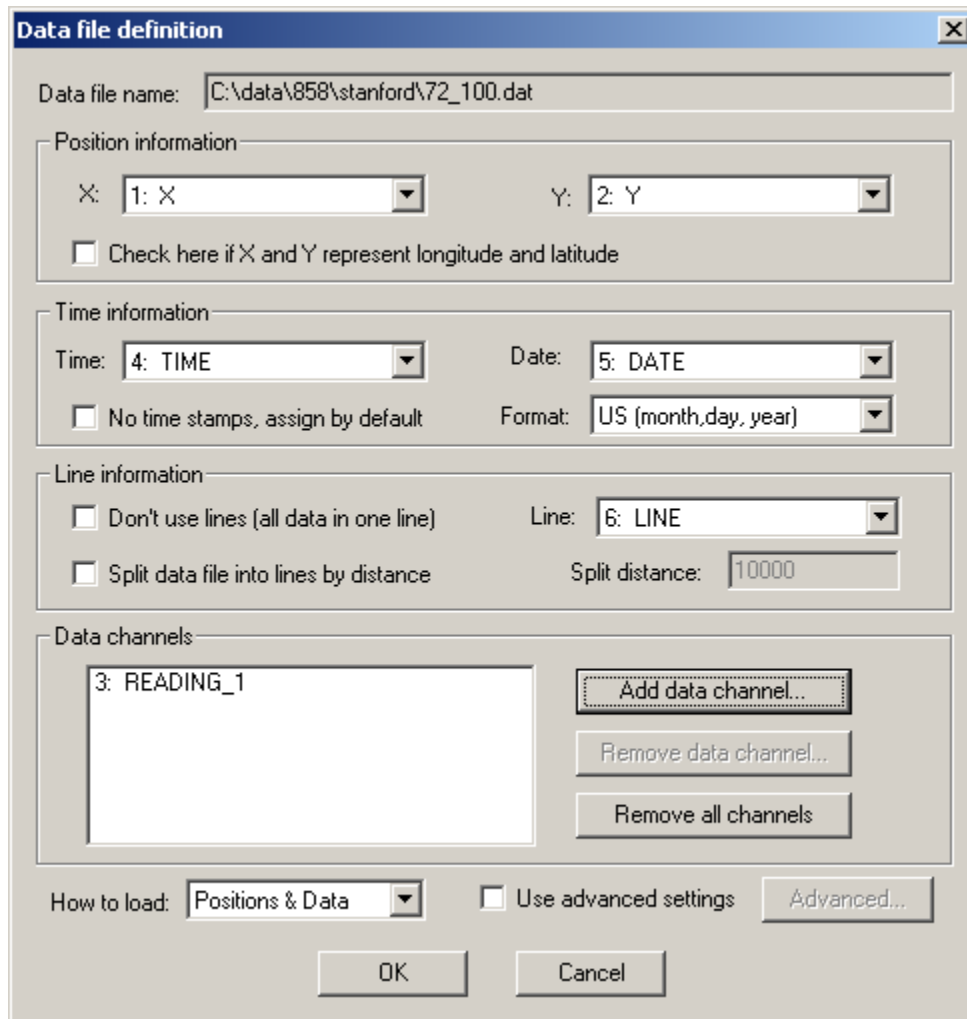 Data file definition
Data file name: C:\data\858\stanford\72_100.dat
Position information
X: 1: X Y: 2: Y
Check here if X and Y represent longitude and latitude
Time information
Time: 4: TIME Date: 5: DATE
No time stamps, assign by default Format: US (month,day, year)
Line information
Don't use lines (all data in one line) Line: 6: LINE
Split data file into lines by distance Split distance: 10000
Data channels
3: READING_1 Add data channel...
Remove data channel...
Remove all channels
How to load: Positions & Data Use advanced settings Advanced...
OK Cancel